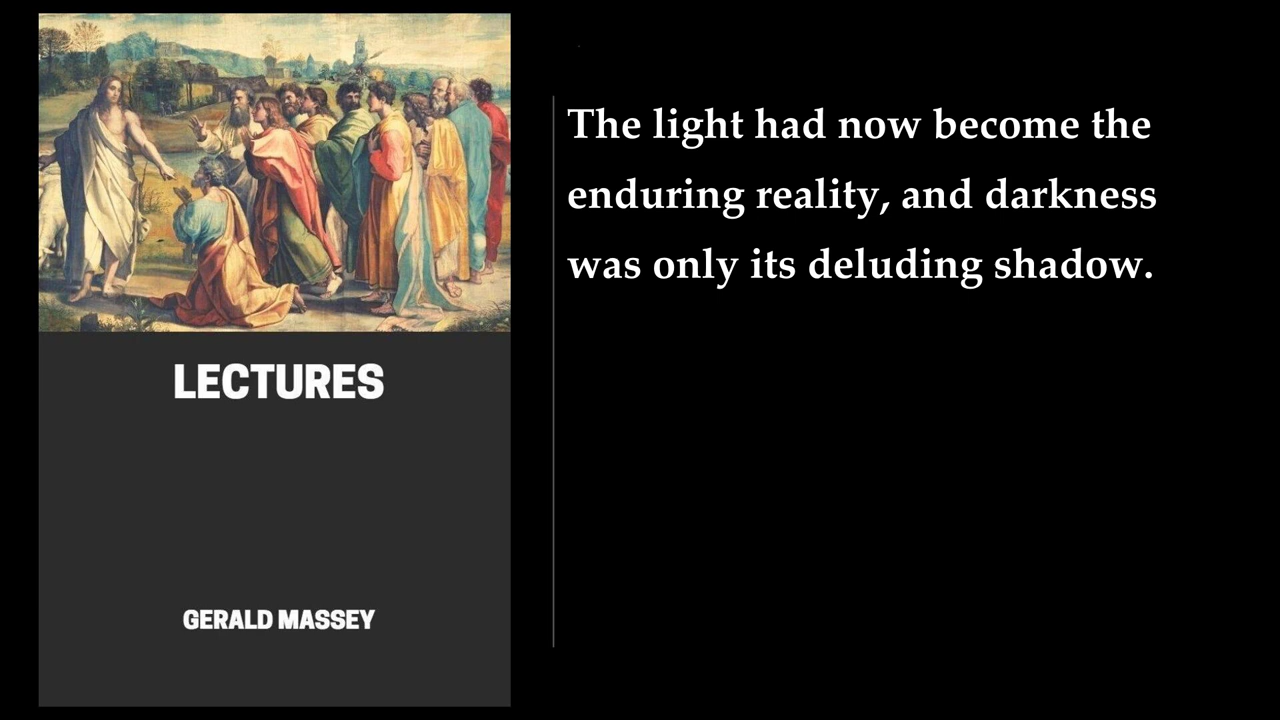 LECTURES
GERALD MASSEY
The light had now become the
enduring reality, and darkness
was only its deluding shadow.